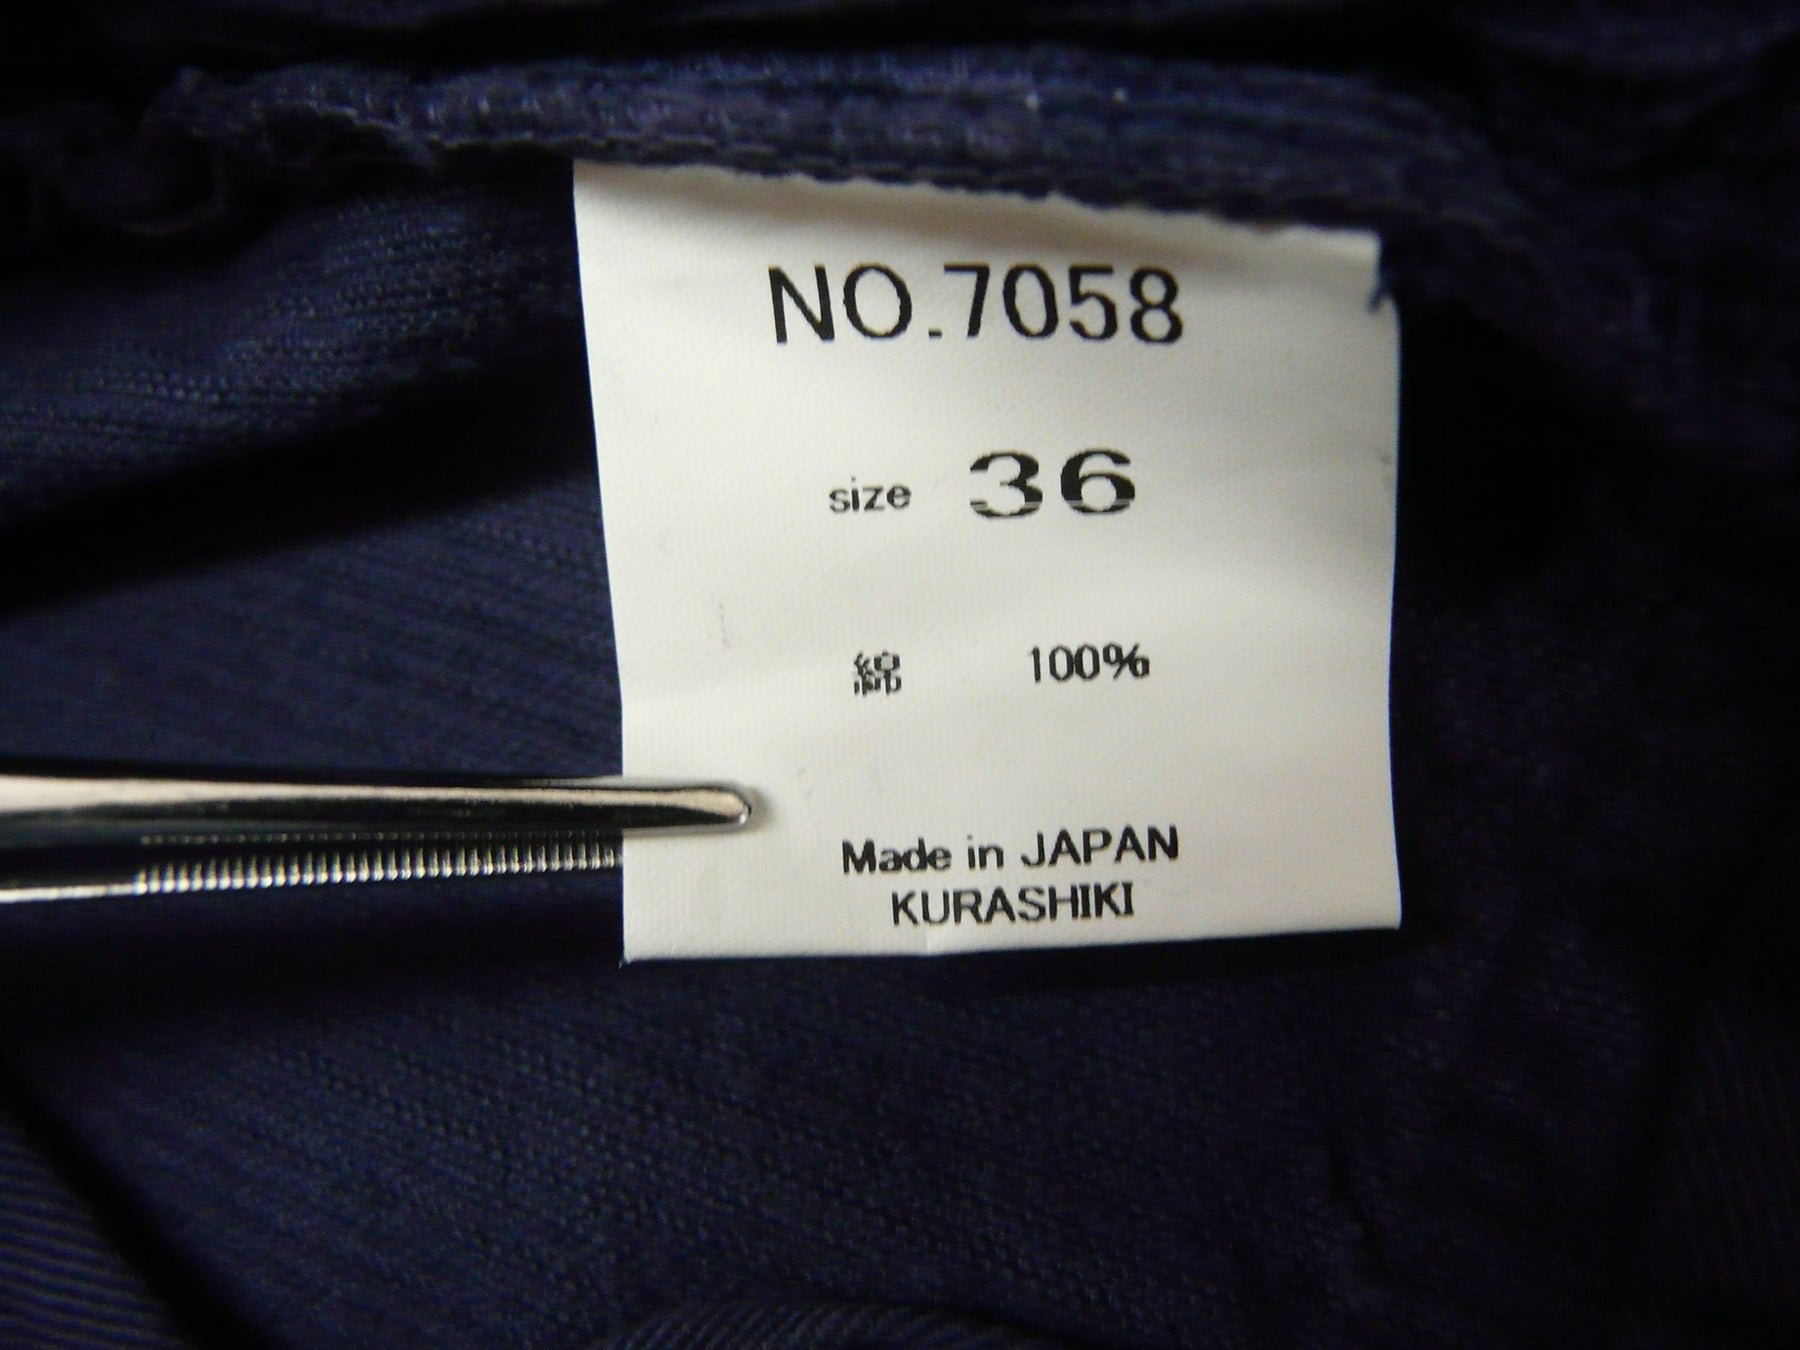 NO.7058
size 36
綿 100%
Made in JAPAN
KURASHIKI